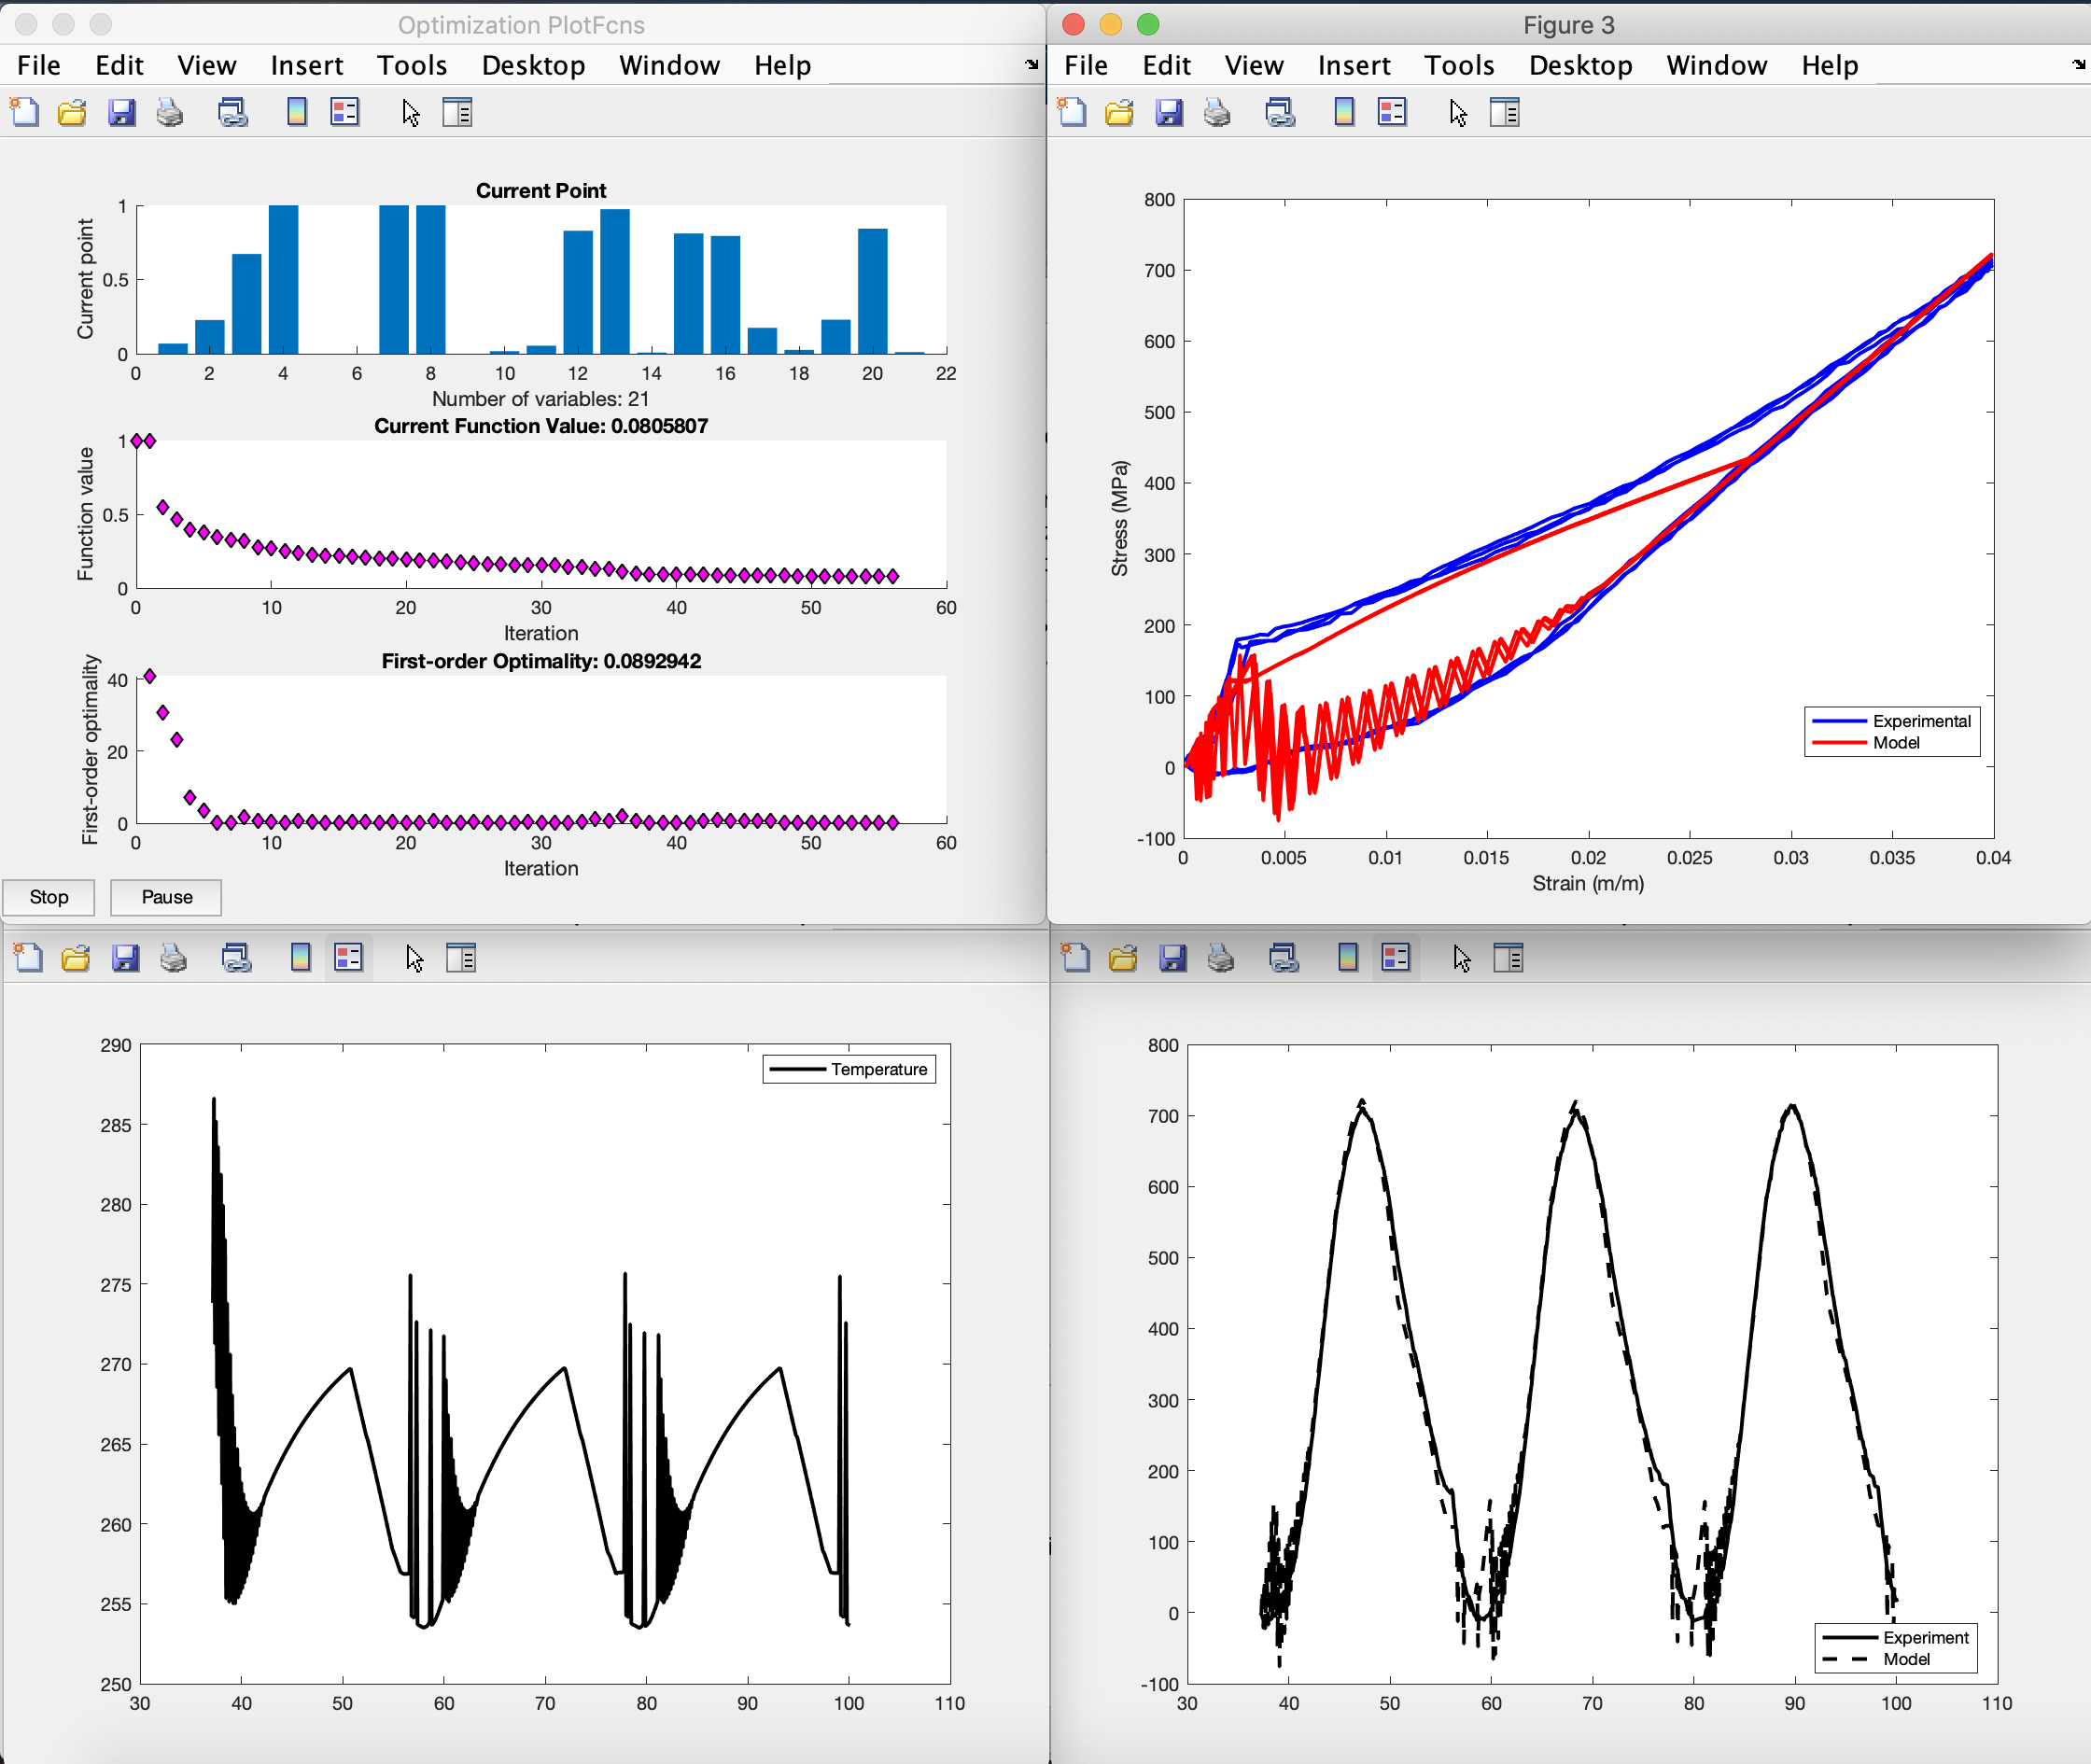 Optimization PlotFcns
File Edit View Insert Tools Desktop Window Help
Current Point
Current point
1
0.5
0
0 2 4 6 8 10 12 14 16 18 20 22
Number of variables: 21
Current Function Value: 0.0805807
Function value
1
0.5
0
0 10 20 30 40 50 60
Iteration
First-order Optimality: 0.0892942
First-order optimality
40
20
0
0 10 20 30 40 50 60
Iteration
Stop Pause
Figure 3
File Edit View Insert Tools Desktop Window Help
800
700
600
500
400
300
200
100
0
-100
Stress (MPa)
0 0.005 0.01 0.015 0.02 0.025 0.03 0.035 0.04
Strain (m/m)
Experimental
Model
290
285
280
275
270
265
260
255
250
30 40 50 60 70 80 90 100 110
Temperature
800
700
600
500
400
300
200
100
0
-100
30 40 50 60 70 80 90 100 110
Experiment
Model